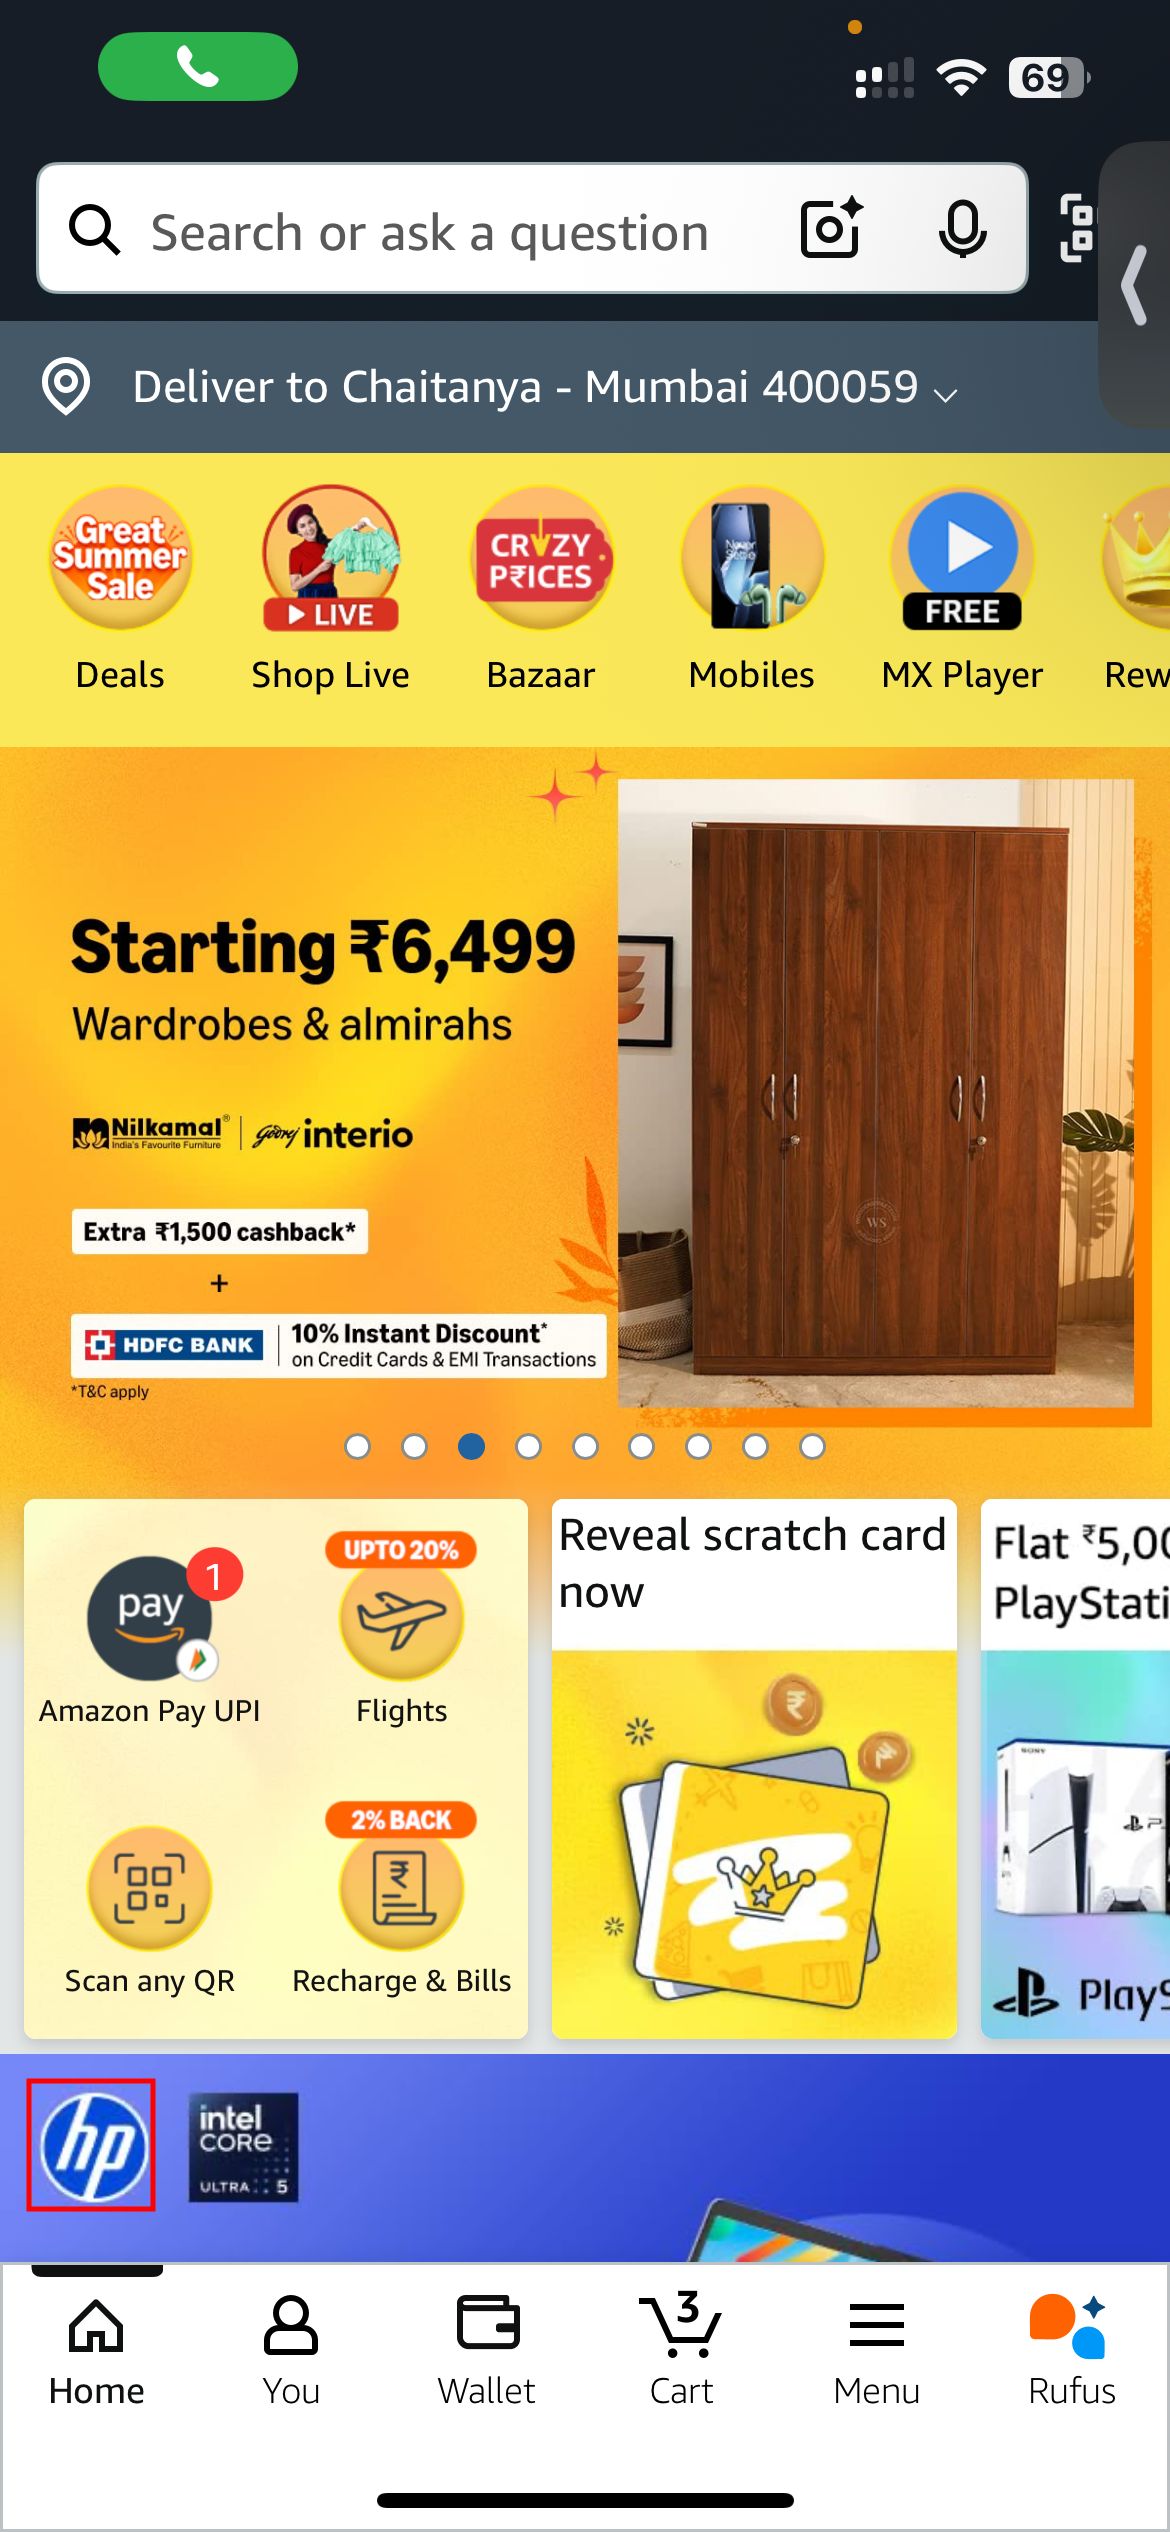 69
Search or ask a question
Deliver to Chaitanya - Mumbai 400059
Great
Summer
Sale
LIVE
CRVZY
P₹ICES
FREE
Deals
Shop Live
Bazaar
Mobiles
MX Player
Rew
Starting ₹6,499
Wardrobes & almirahs
Nilkamal®
India's Favourite Furniture
Godrej interio
Extra ₹1,500 cashback*
+
HDFC BANK
10% Instant Discount*
on Credit Cards & EMI Transactions
*T&C apply
WS
pay
1
Amazon Pay UPI
UPTO 20%
Flights
Scan any QR
2% BACK
₹
Recharge & Bills
Reveal scratch card
now
₹
Flat ₹5,00
PlayStati
SONY
PlayS
hp
intel
CORE
ULTRA 5
Home
You
Wallet
3
Cart
Menu
Rufus